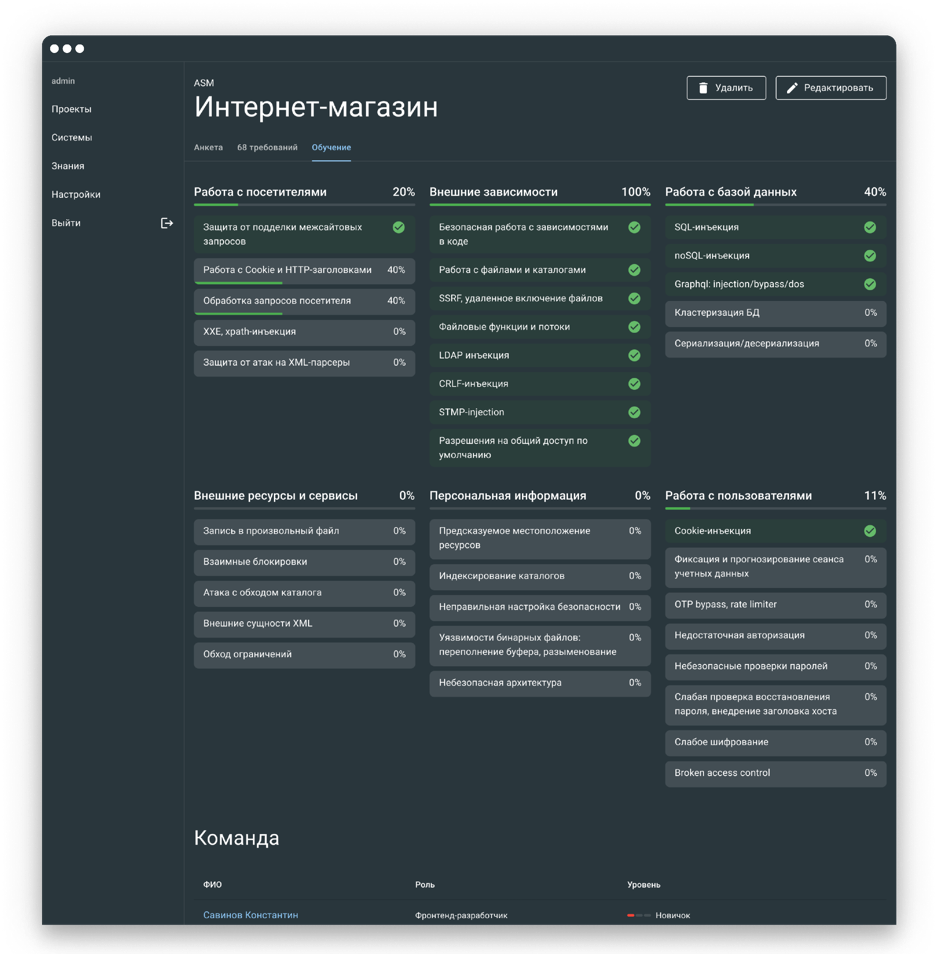 admin
Проекты
Системы
Знания
Настройки
Выйти
ASM
Интернет-магазин
Удалить
Редактировать
Анкета
68 требований
Обучение
Работа с посетителями 20%
Защита от подделки межсайтовых
запросов
Работа с Cookie и HTTP-заголовками 40%
Обработка запросов посетителя 40%
XXE, xpath-инъекция 0%
Защита от атак на XML-парсеры 0%
Внешние зависимости 100%
Безопасная работа с зависимостями
в коде
Работа с файлами и каталогами
SSRF, удаленное включение файлов
Файловые функции и потоки
LDAP инъекция
CRLF-инъекция
STMP-injection
Разрешения на общий доступ по
умолчанию
Работа с базой данных 40%
SQL-инъекция
noSQL-инъекция
Graphql: injection/bypass/dos
Кластеризация БД 0%
Сериализация/десериализация 0%
Внешние ресурсы и сервисы 0%
Запись в произвольный файл 0%
Взаимные блокировки 0%
Атака с обходом каталога 0%
Внешние сущности XML 0%
Обход ограничений 0%
Персональная информация 0%
Предсказуемое местоположение 0%
ресурсов
Индексирование каталогов 0%
Неправильная настройка безопасности 0%
Уязвимости бинарных файлов: 0%
переполнение буфера, разыменование
Небезопасная архитектура 0%
Работа с пользователями 11%
Cookie-инъекция
Фиксация и прогнозирование сеанса 0%
учетных данных
OTP bypass, rate limiter 0%
Недостаточная авторизация 0%
Небезопасные проверки паролей 0%
Слабая проверка восстановления 0%
пароля, внедрение заголовка хоста
Слабое шифрование 0%
Broken access control 0%
Команда
ФИО Роль Уровень
Савинов Константин Фронтенд-разработчик Новичок